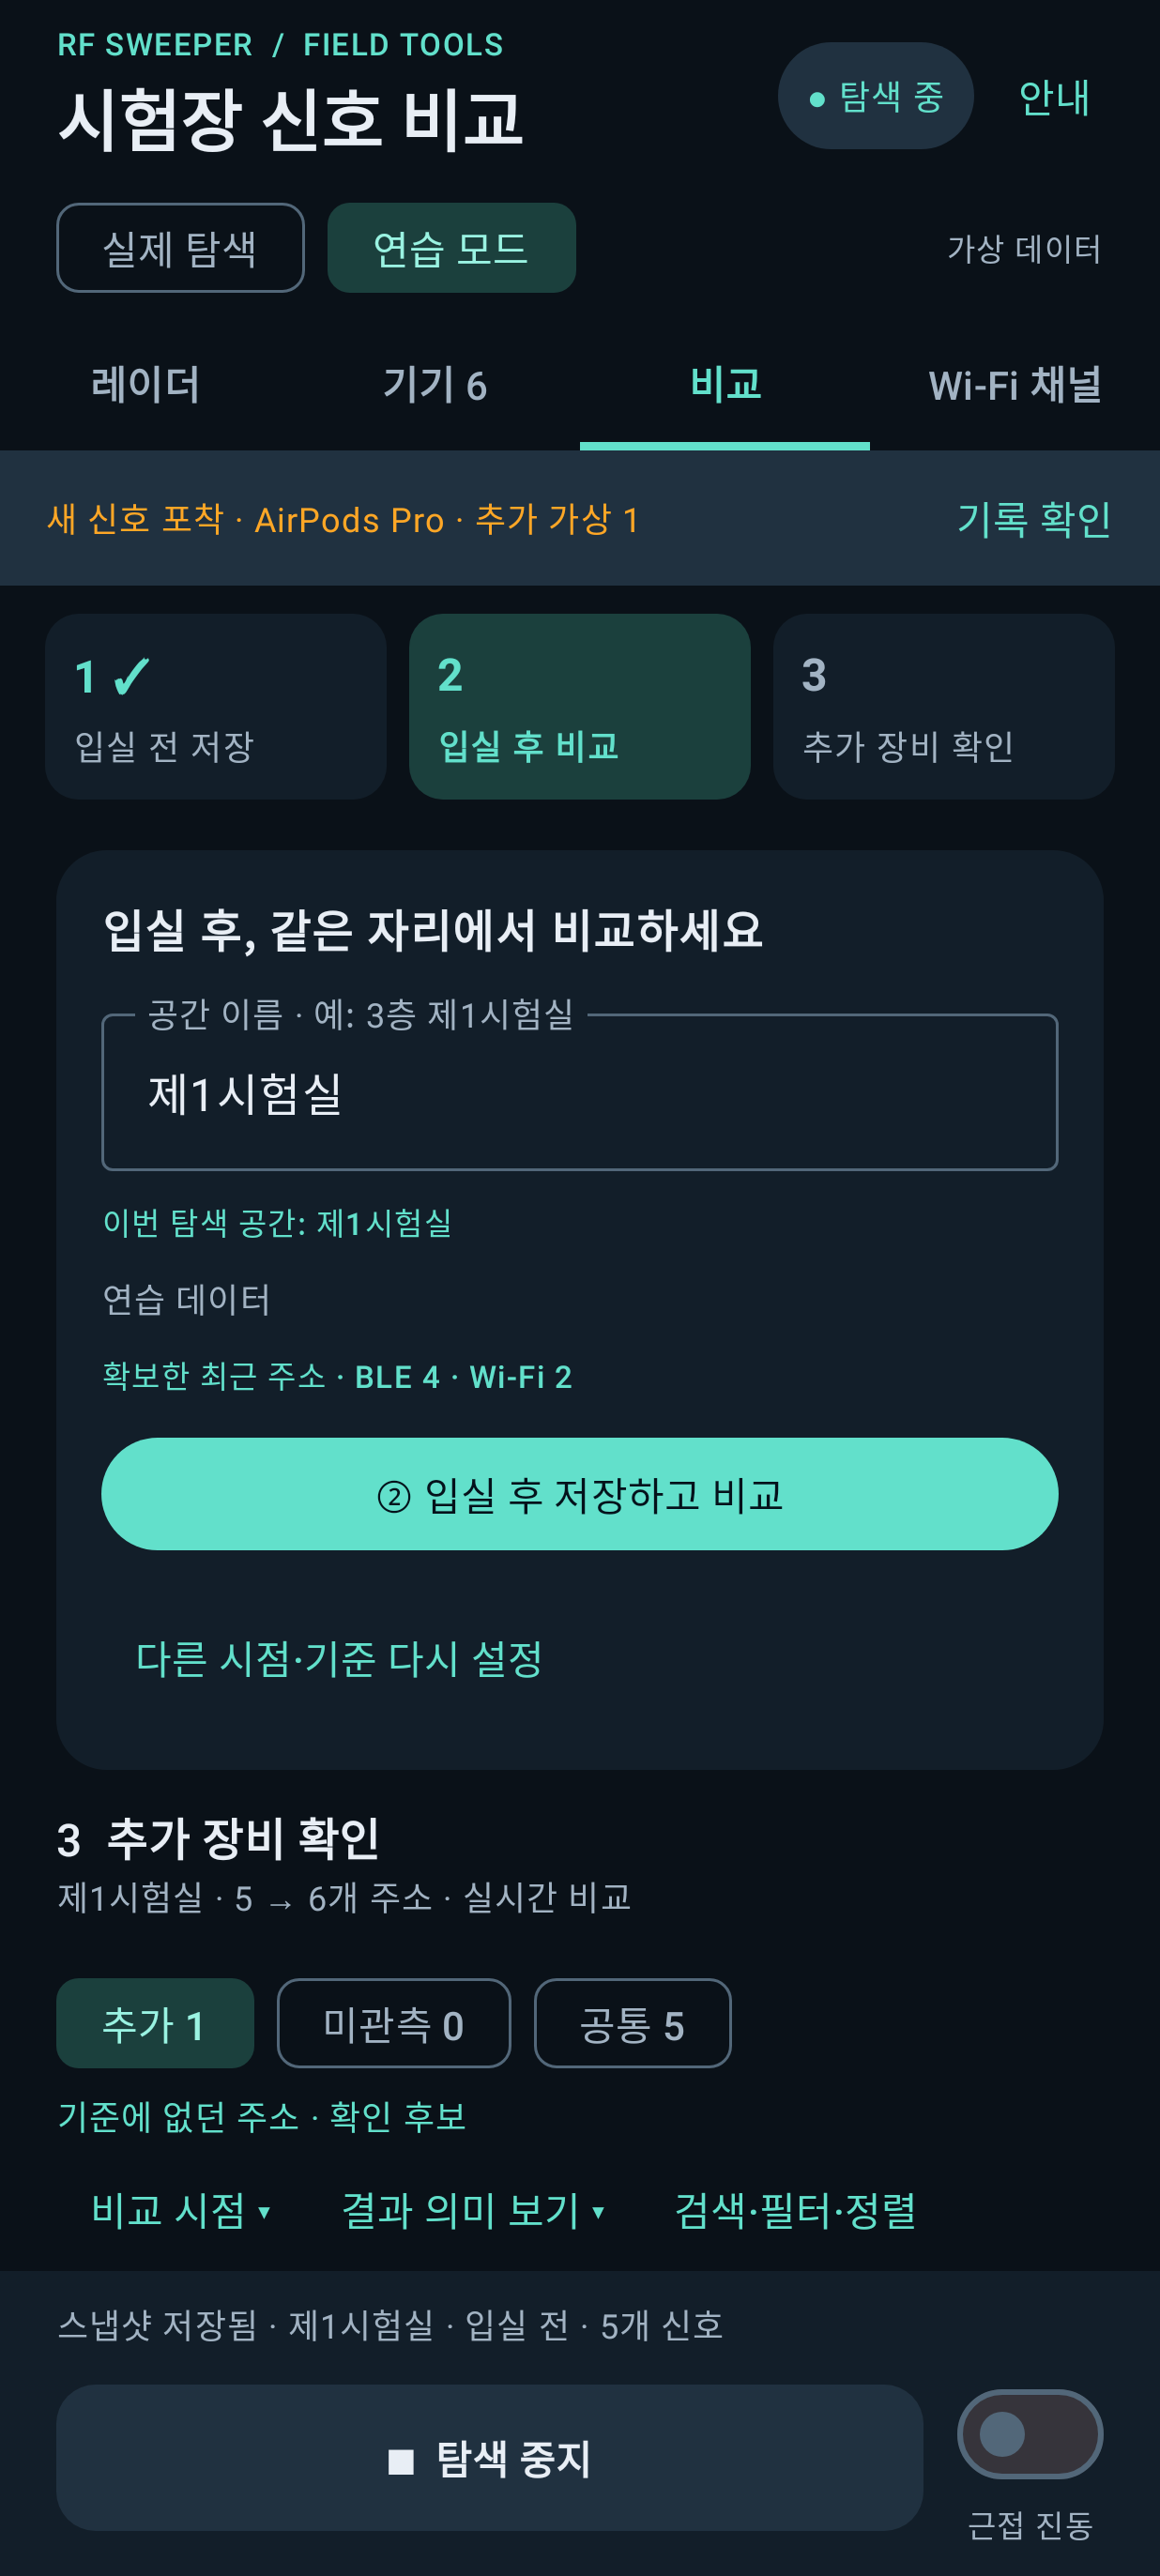 RF SWEEPER / FIELD TOOLS
시험장 신호 비교
● 탐색 중
안내
실제 탐색
연습 모드
가상 데이터
레이더
기기 6
비교
Wi-Fi 채널
새 신호 포착 · AirPods Pro · 추가 가상 1
기록 확인
1 ✓
입실 전 저장
2
입실 후 비교
3
추가 장비 확인
입실 후, 같은 자리에서 비교하세요
공간 이름 · 예: 3층 제1시험실
제1시험실
이번 탐색 공간: 제1시험실
연습 데이터
확보한 최근 주소 · BLE 4 · Wi-Fi 2
② 입실 후 저장하고 비교
다른 시점·기준 다시 설정
3 추가 장비 확인
제1시험실 · 5 → 6개 주소 · 실시간 비교
추가 1
미관측 0
공통 5
기준에 없던 주소 · 확인 후보
비교 시점 ▾
결과 의미 보기 ▾
검색·필터·정렬
스냅샷 저장됨 · 제1시험실 · 입실 전 · 5개 신호
■ 탐색 중지
근접 진동